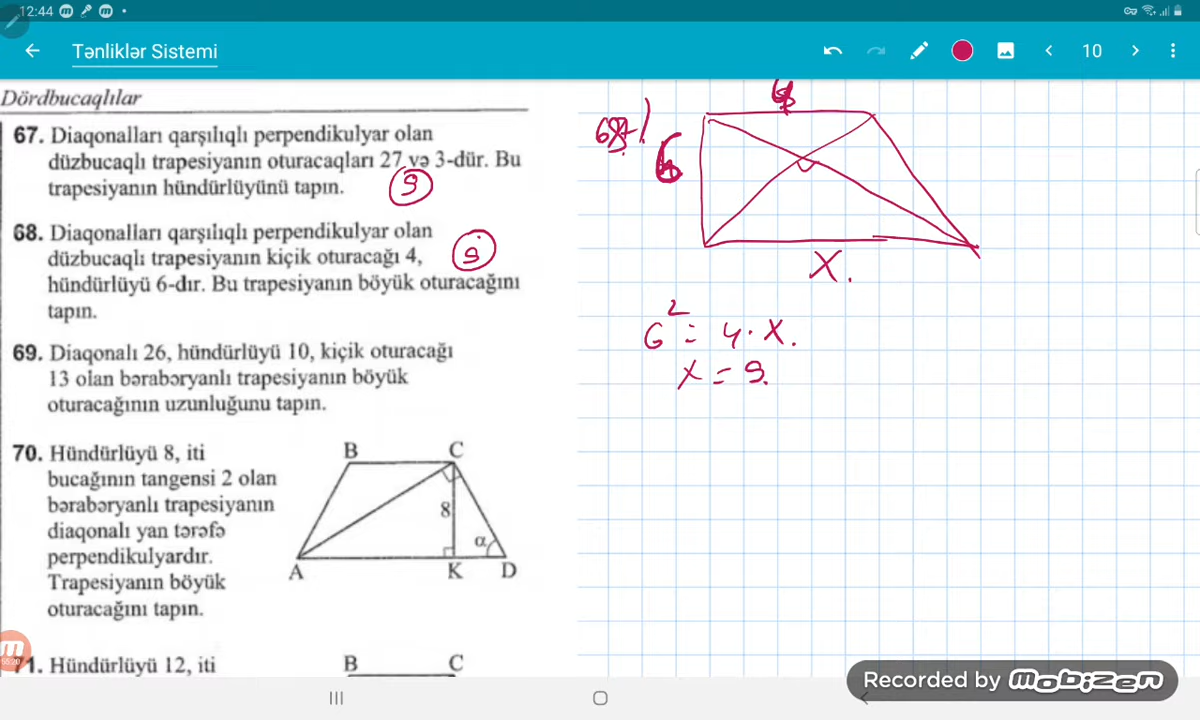 12:44
Tənliklər Sistemi
10
Dördbucaqlılar
67. Diaqonalları qarşılıqlı perpendikulyar olan
düzbucaqlı trapesiyanın oturacaqları 27 və 3-dür. Bu
trapesiyanın hündürlüyünü tapın.
9
68. Diaqonalları qarşılıqlı perpendikulyar olan
düzbucaqlı trapesiyanın kiçik oturacağı 4,
hündürlüyü 6-dır. Bu trapesiyanın böyük oturacağını
tapın.
9
69. Diaqonalı 26, hündürlüyü 10, kiçik oturacağı
13 olan bərabəryanlı trapesiyanın böyük
oturacağının uzunluğunu tapın.
70. Hündürlüyü 8, iti
bucağının tangensi 2 olan
bərabəryanlı trapesiyanın
diaqonalı yan tərəfə
perpendikulyardır.
Trapesiyanın böyük
oturacağını tapın.
B C
8
α
A K D
71. Hündürlüyü 12, iti
B C
6
X.
6² = 4 · X.
X = 9.
Recorded by mobizen